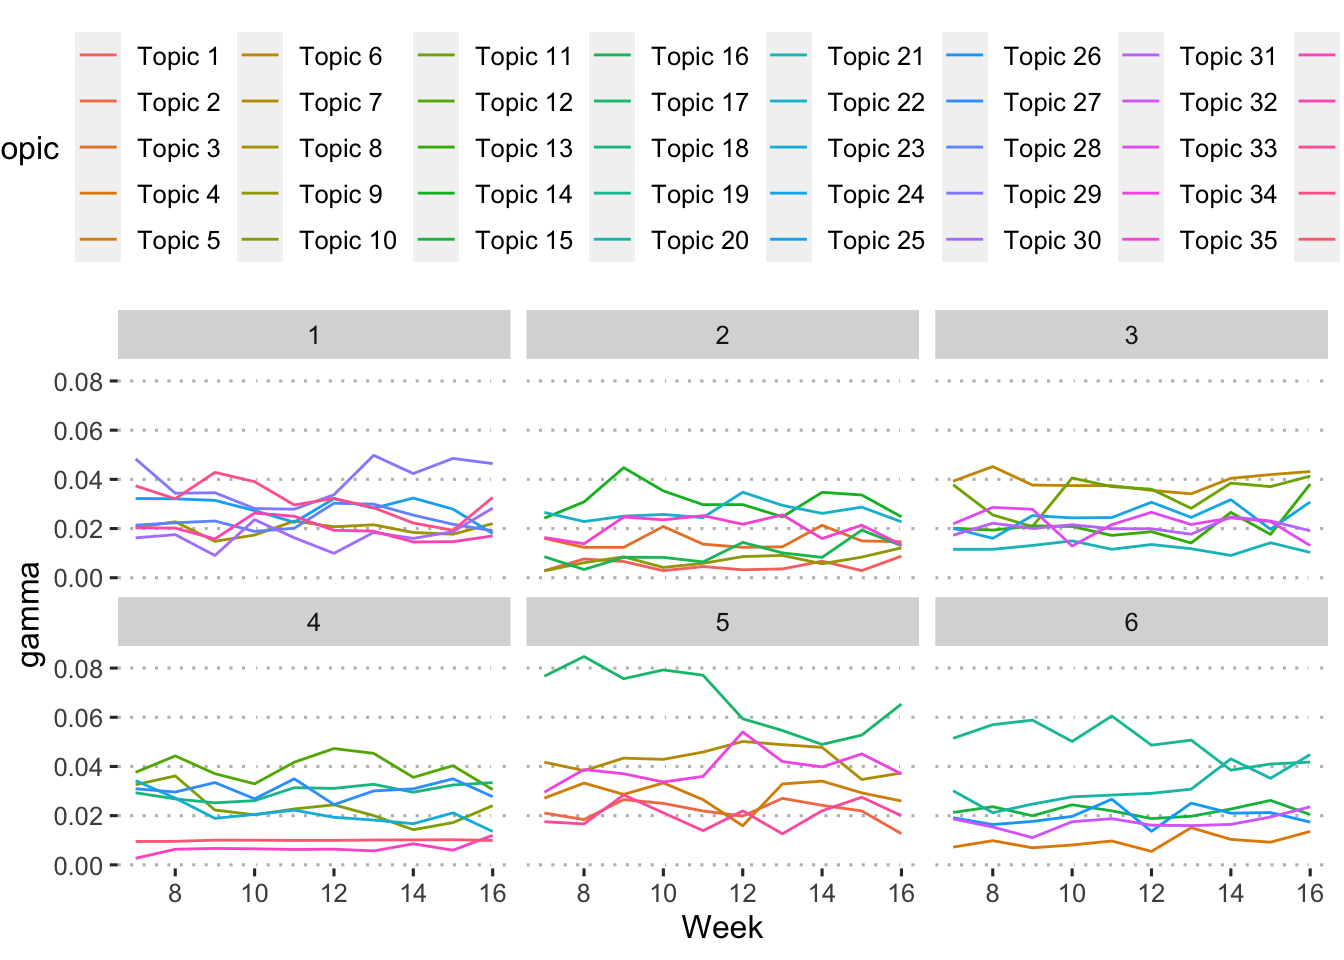 Topic 1 Topic 6 Topic 11 Topic 16 Topic 21 Topic 26 Topic 31
Topic 2 Topic 7 Topic 12 Topic 17 Topic 22 Topic 27 Topic 32
opic Topic 3 Topic 8 Topic 13 Topic 18 Topic 23 Topic 28 Topic 33
Topic 4 Topic 9 Topic 14 Topic 19 Topic 24 Topic 29 Topic 34
Topic 5 Topic 10 Topic 15 Topic 20 Topic 25 Topic 30 Topic 35
1 2 3
0.08
0.06
0.04
0.02
0.00
gamma
4 5 6
0.08
0.06
0.04
0.02
0.00
8 10 12 14 16 8 10 12 14 16 8 10 12 14 16
Week